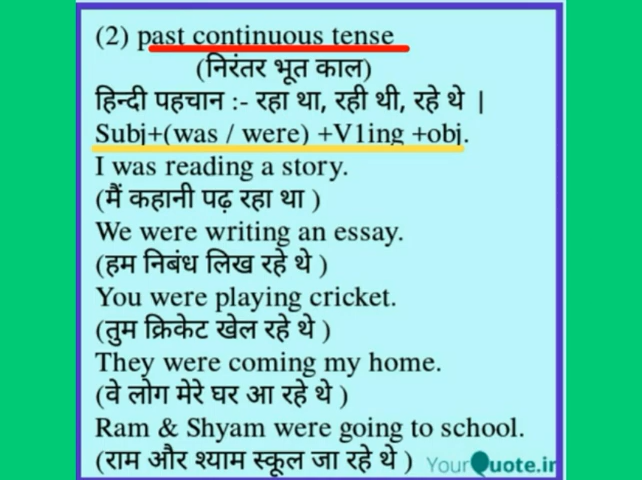 (2) past continuous tense
(निरंतर भूत काल)
हिन्दी पहचान :- रहा था, रही थी, रहे थे |
Subj+(was / were) +V1ing +obj.
I was reading a story.
(मैं कहानी पढ़ रहा था )
We were writing an essay.
(हम निबंध लिख रहे थे )
You were playing cricket.
(तुम क्रिकेट खेल रहे थे )
They were coming my home.
(वे लोग मेरे घर आ रहे थे )
Ram & Shyam were going to school.
(राम और श्याम स्कूल जा रहे थे )
YourQuote.in